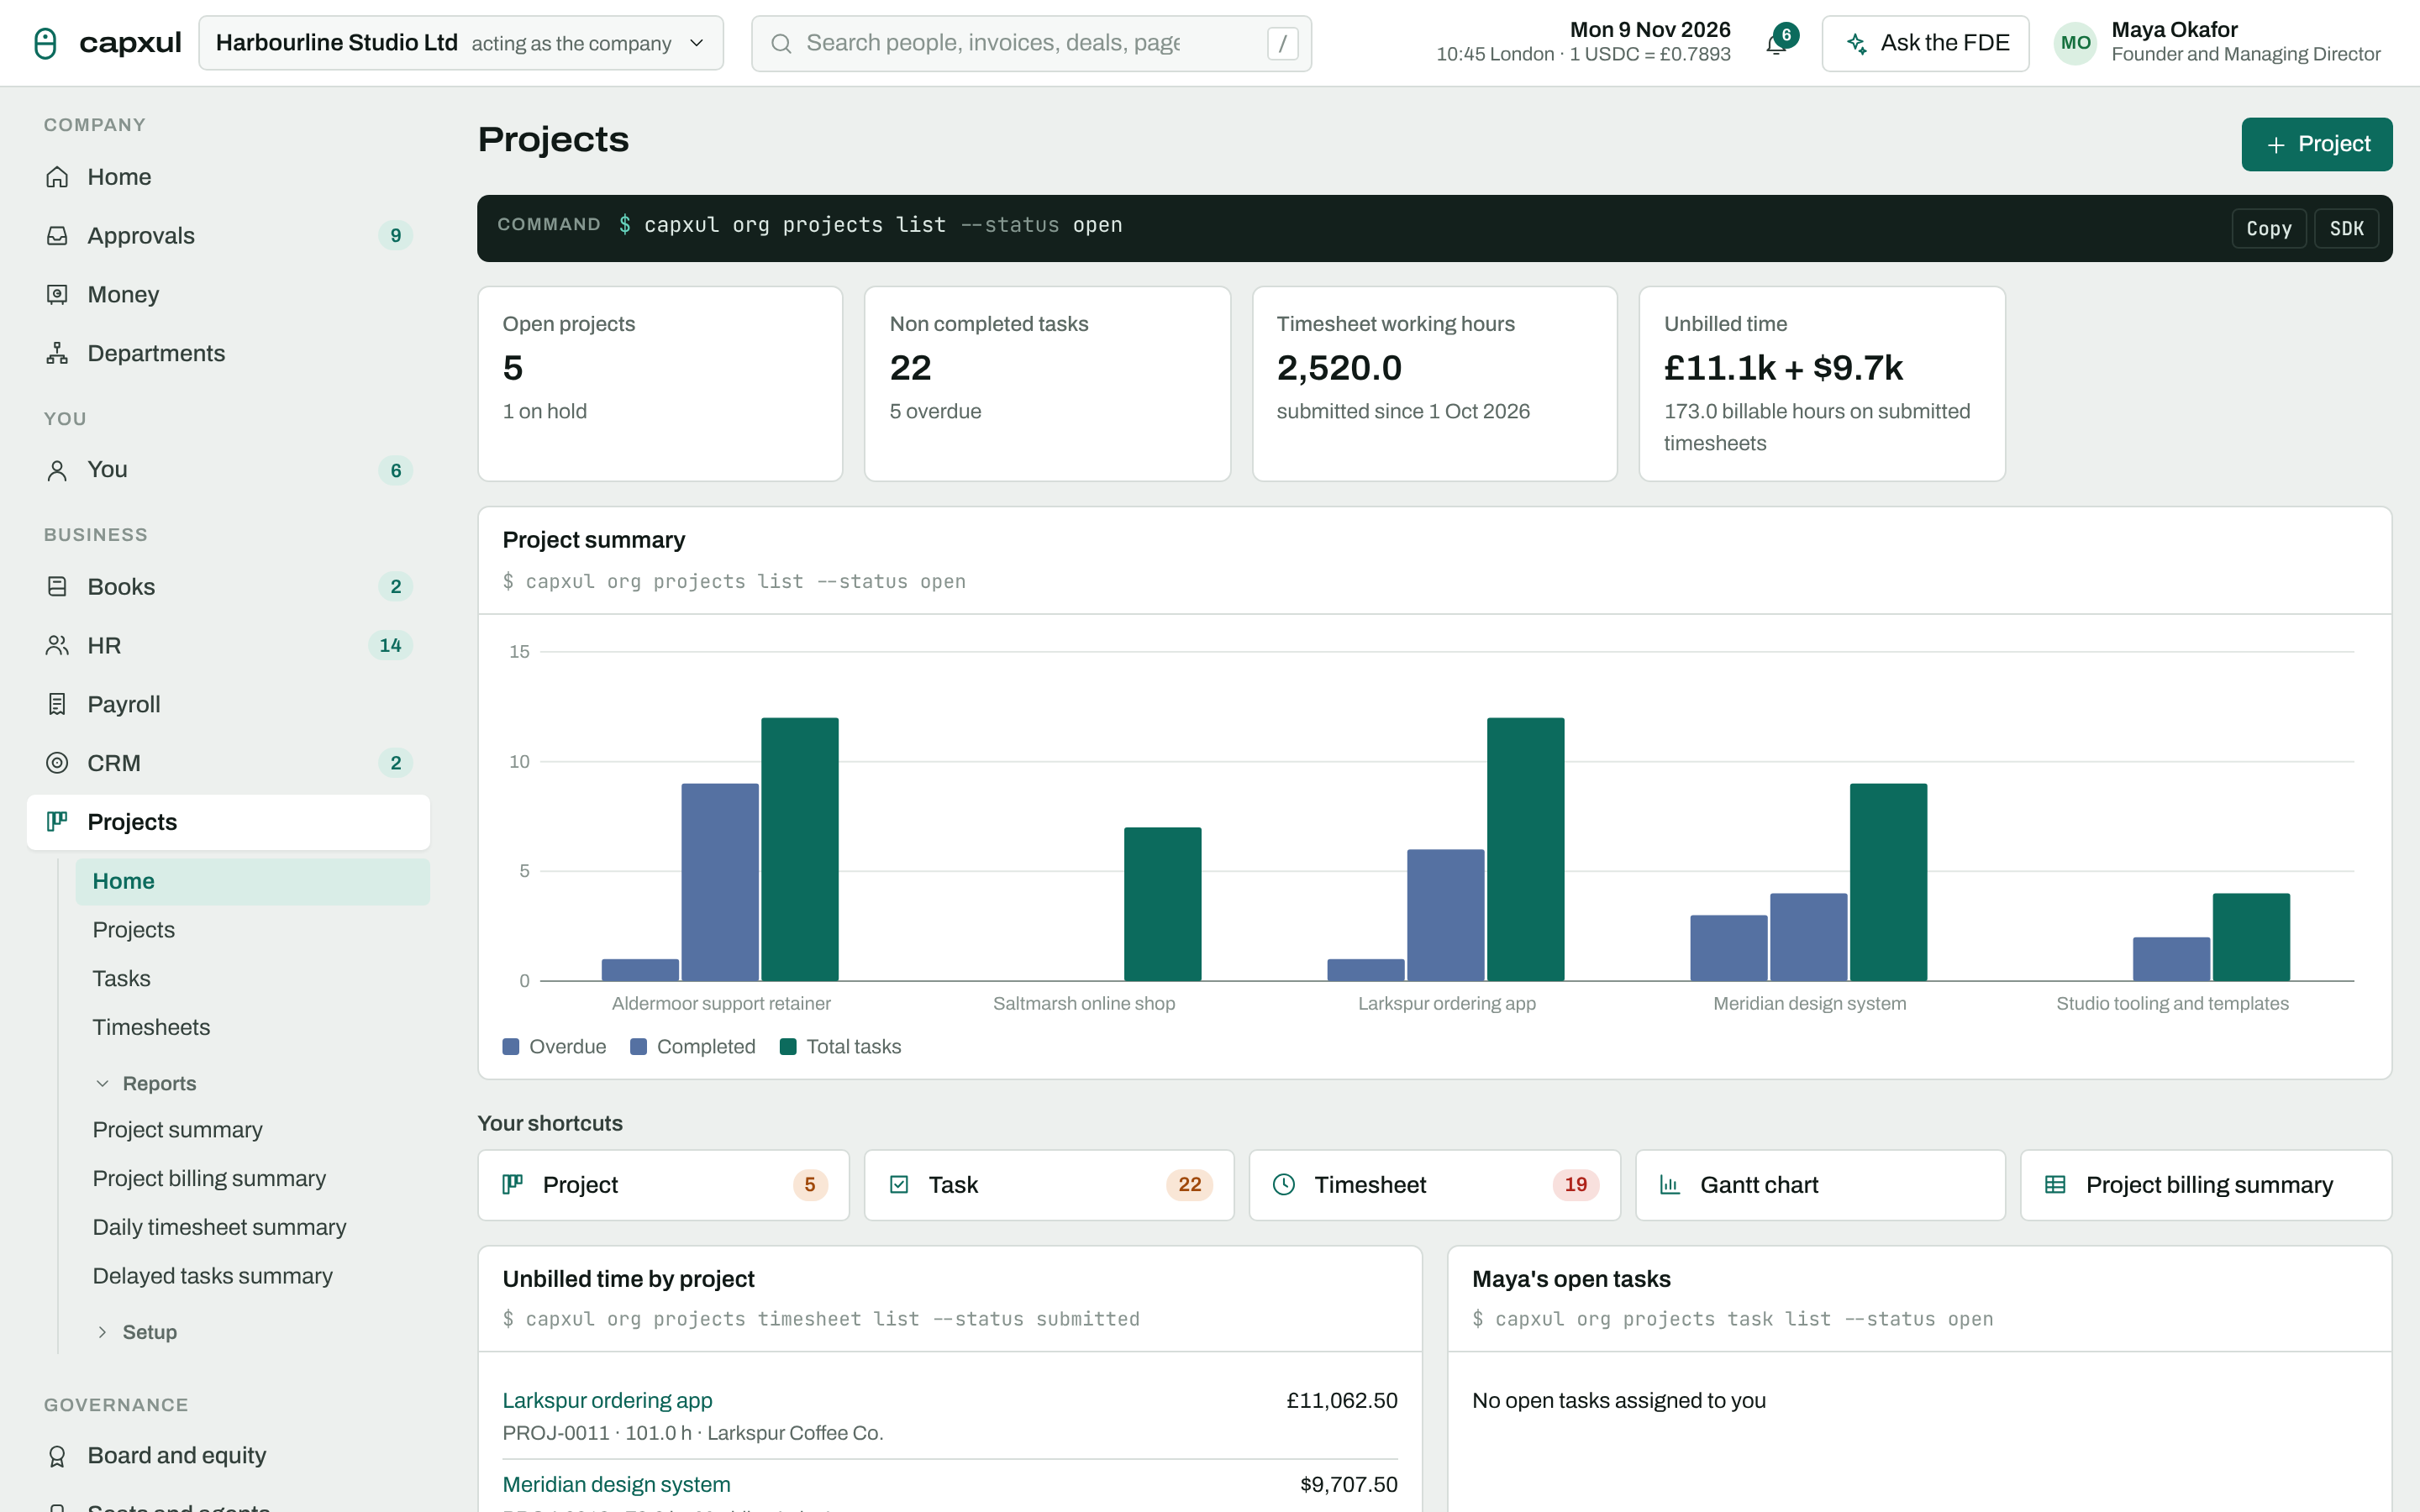 capxul
Harbourline Studio Ltd acting as the company
Search people, invoices, deals, page
/
Mon 9 Nov 2026
10:45 London · 1 USDC = £0.7893
6
Ask the FDE
MO
Maya Okafor
Founder and Managing Director
COMPANY
Home
Approvals 9
Money
Departments
YOU
You 6
BUSINESS
Books 2
HR 14
Payroll
CRM 2
Projects
Home
Projects
Tasks
Timesheets
Reports
Project summary
Project billing summary
Daily timesheet summary
Delayed tasks summary
Setup
GOVERNANCE
Board and equity
Seats and agents
Projects
+ Project
COMMAND $ capxul org projects list --status open
Copy
SDK
Open projects
5
1 on hold
Non completed tasks
22
5 overdue
Timesheet working hours
2,520.0
submitted since 1 Oct 2026
Unbilled time
£11.1k + $9.7k
173.0 billable hours on submitted
timesheets
Project summary
$ capxul org projects list --status open
15
10
5
0
Aldermoor support retainer
Saltmarsh online shop
Larkspur ordering app
Meridian design system
Studio tooling and templates
Overdue
Completed
Total tasks
Your shortcuts
Project 5
Task 22
Timesheet 19
Gantt chart
Project billing summary
Unbilled time by project
$ capxul org projects timesheet list --status submitted
Larkspur ordering app £11,062.50
PROJ-0011 · 101.0 h · Larkspur Coffee Co.
Meridian design system $9,707.50
Maya's open tasks
$ capxul org projects task list --status open
No open tasks assigned to you